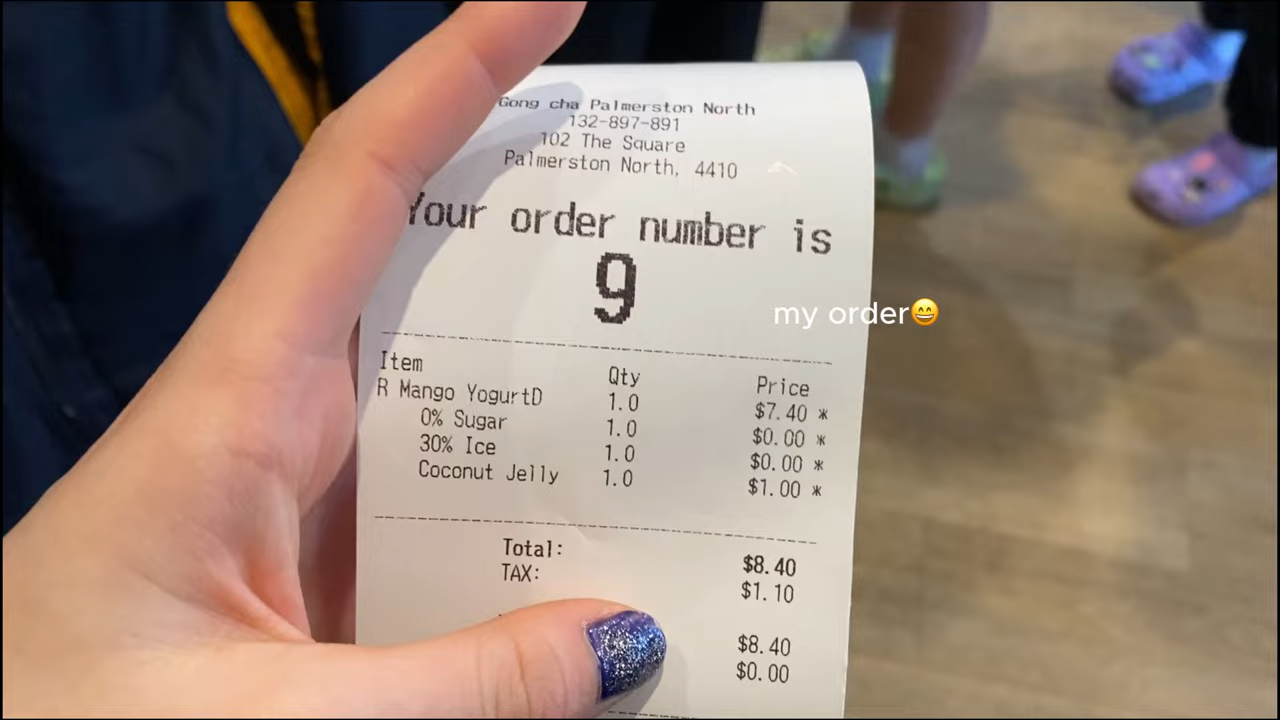 Gong cha Palmerston North
132-897-891
102 The Square
Palmerston North, 4410
Your order number is
9
my order😄
Item Qty Price
R Mango YogurtD 1.0 $7.40 *
0% Sugar 1.0 $0.00 *
30% Ice 1.0 $0.00 *
Coconut Jelly 1.0 $1.00 *
Total: $8.40
TAX: $1.10
$8.40
$0.00